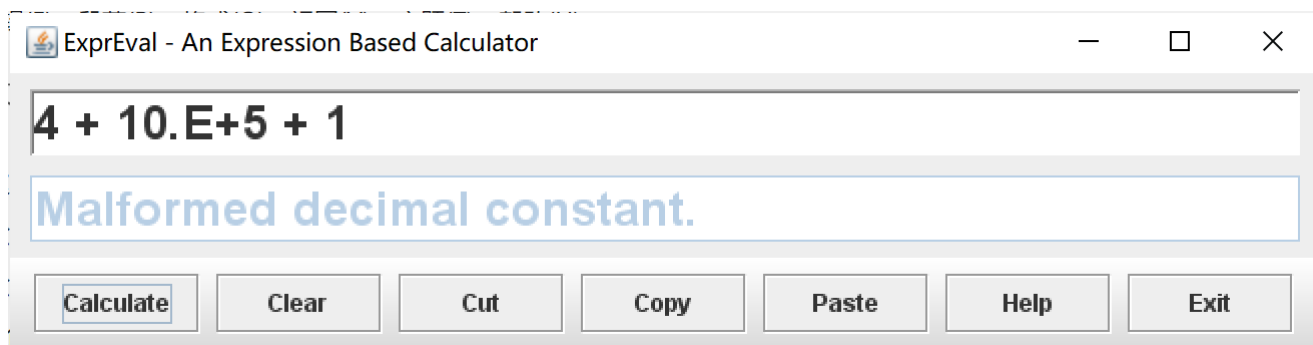 ExprEval - An Expression Based Calculator
4 + 10.E+5 + 1
Malformed decimal constant.
Calculate Clear Cut Copy Paste Help Exit